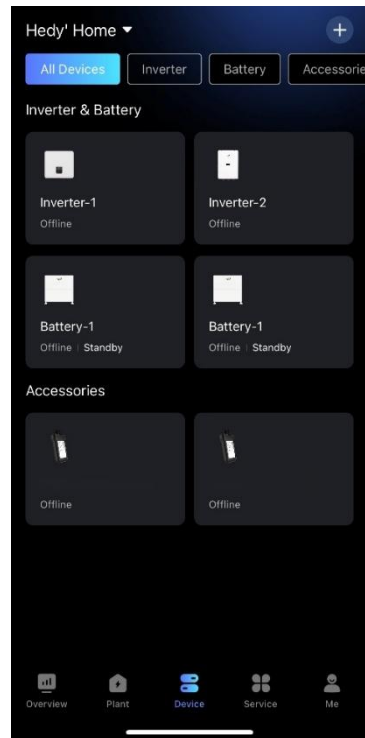 Hedy' Home
All Devices Inverter Battery Accessorie
Inverter & Battery
Inverter-1 Inverter-2
Offline Offline
Battery-1 Battery-1
Offline | Standby Offline | Standby
Accessories
Offline Offline
Overview Plant Device Service Me